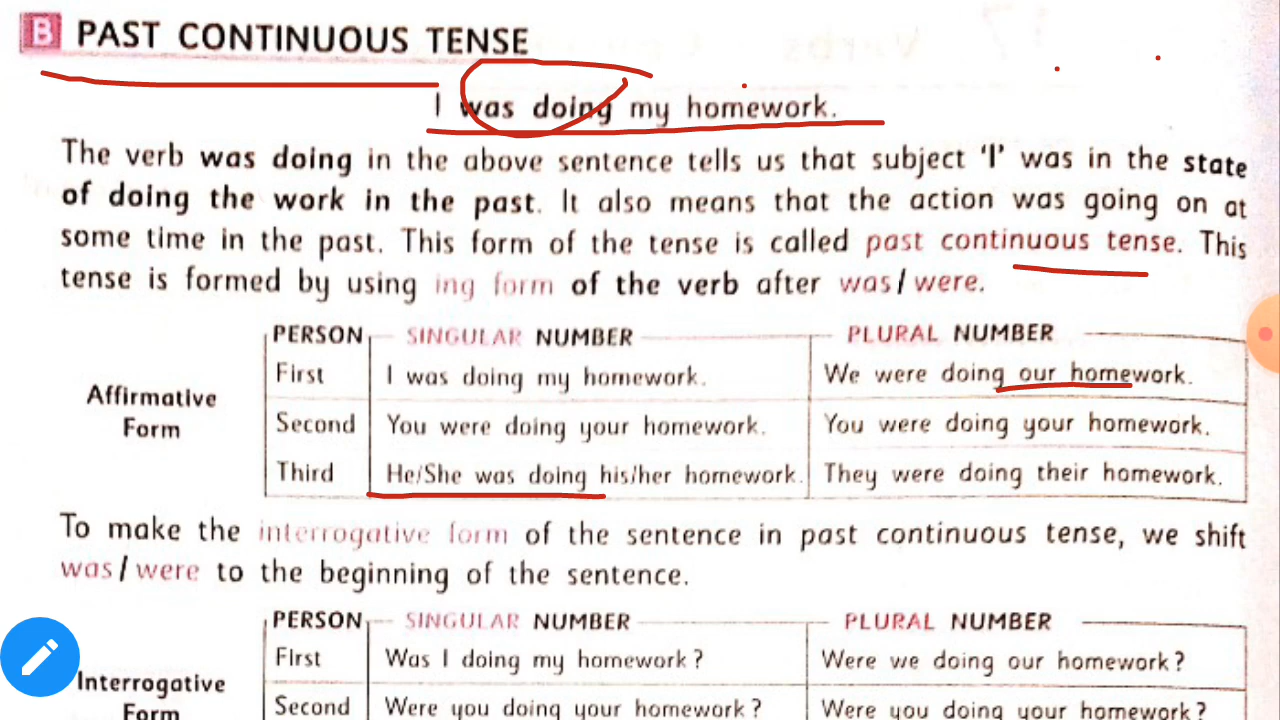 B PAST CONTINUOUS TENSE
I was doing my homework.
The verb was doing in the above sentence tells us that subject 'I' was in the state
of doing the work in the past. It also means that the action was going on at
some time in the past. This form of the tense is called past continuous tense. This
tense is formed by using ing form of the verb after was/were.
PERSON SINGULAR NUMBER PLURAL NUMBER
First I was doing my homework. We were doing our homework.
Affirmative Form
Second You were doing your homework. You were doing your homework.
Third He/She was doing his/her homework. They were doing their homework.
To make the interrogative form of the sentence in past continuous tense, we shift
was/were to the beginning of the sentence.
PERSON SINGULAR NUMBER PLURAL NUMBER
First Was I doing my homework? Were we doing our homework?
Interrogative Form
Second Were you doing your homework? Were you doing your homework?